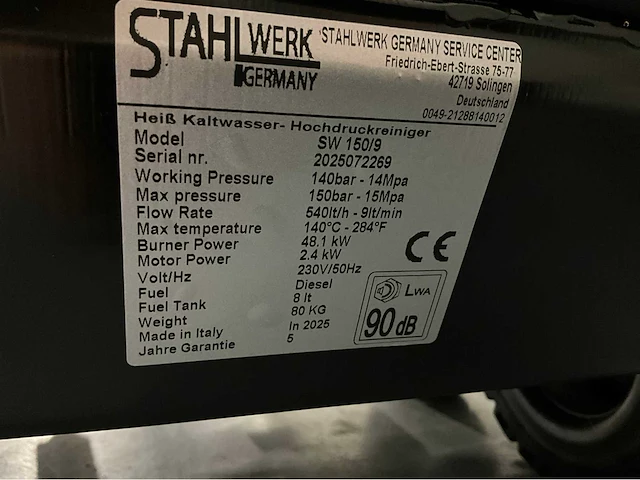 STAHLWERK
GERMANY
STAHLWERK GERMANY SERVICE CENTER
Friedrich-Ebert-Strasse 75-77
42719 Solingen
Deutschland
0049-21288140012
Heiß Kaltwasser- Hochdruckreiniger
Model SW 150/9
Serial nr. 2025072269
Working Pressure 140bar - 14Mpa
Max pressure 150bar - 15Mpa
Flow Rate 540lt/h - 9lt/min
Max temperature 140°C - 284°F
Burner Power 48.1 kW
Motor Power 2.4 kW
Volt/Hz 230V/50Hz
Fuel Diesel
Fuel Tank 8 lt
Weight 80 KG
Made in Italy In 2025
Jahre Garantie 5
CE
LWA
90 dB